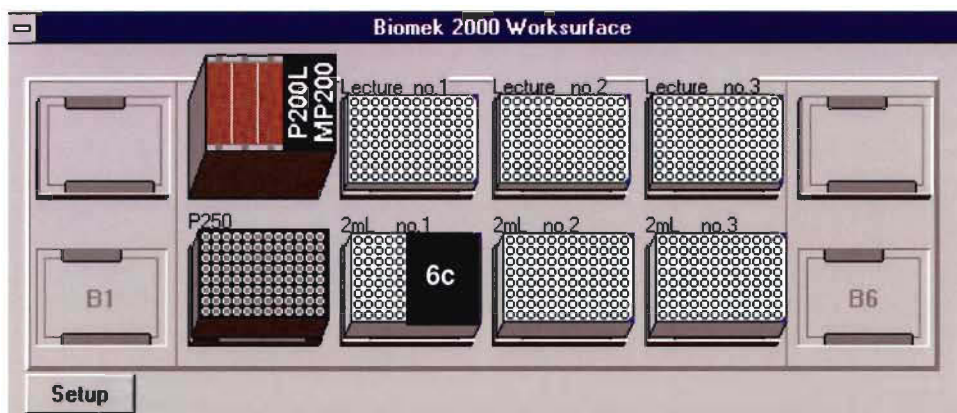 Biomek 2000 Worksurface
P200L
MP200
Lecture no.1
Lecture no.2
Lecture no.3
P250
2mL no.1
2mL no.2
2mL no.3
B1
6c
B6
Setup